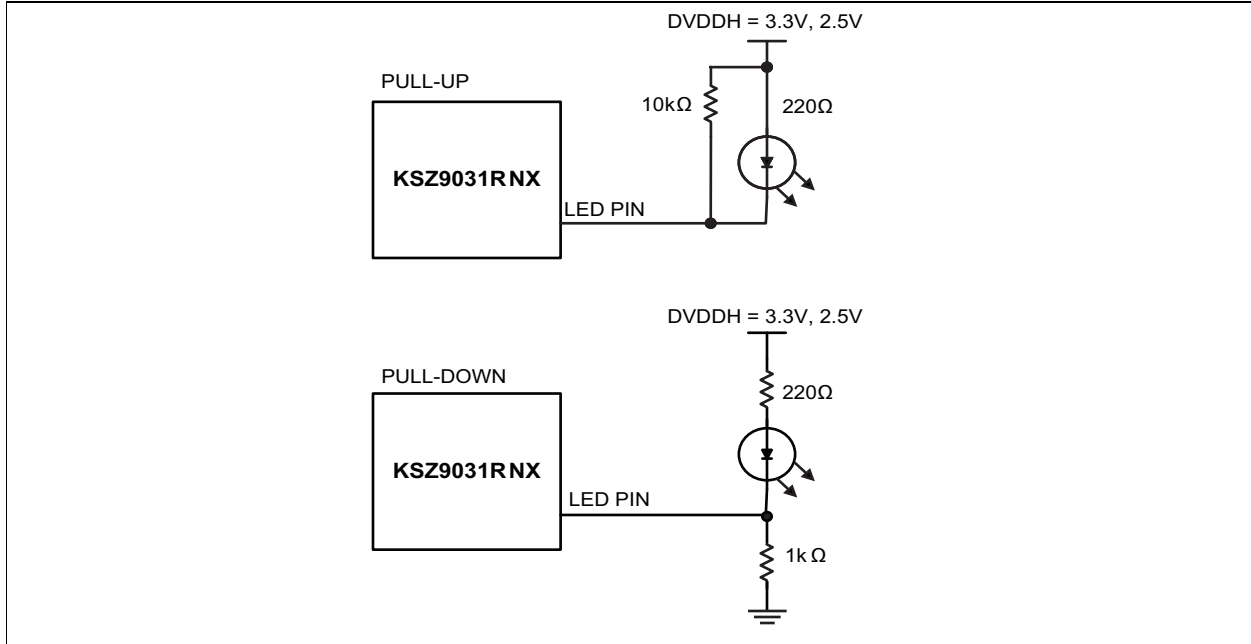 DVDDH = 3.3V, 2.5V
PULL-UP
10kΩ
220Ω
KSZ9031RNX
LED PIN
DVDDH = 3.3V, 2.5V
PULL-DOWN
220Ω
KSZ9031RNX
LED PIN
1kΩ